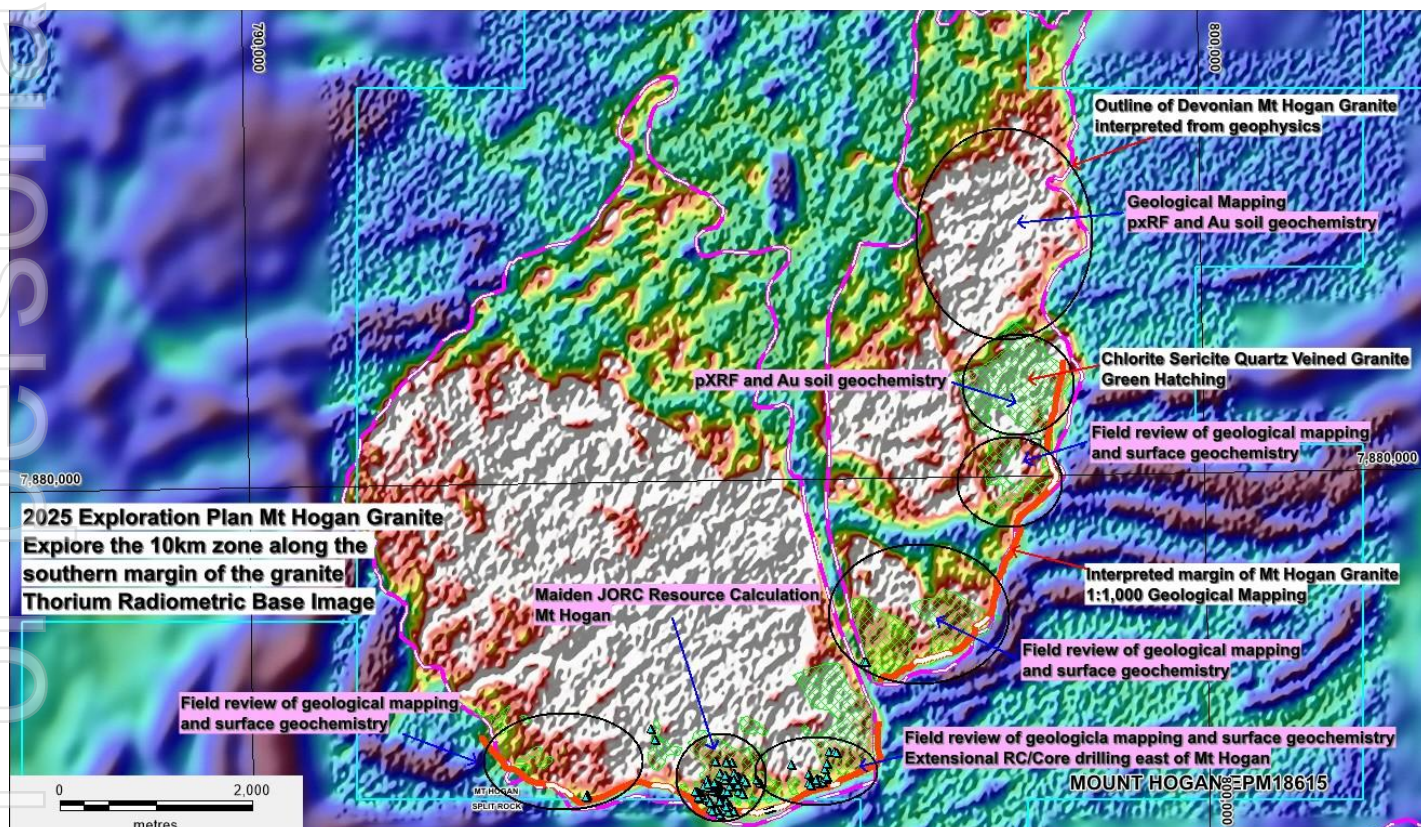 790,000
800,000
Outline of Devonian Mt Hogan Granite
interpreted from geophysics
Geological Mapping
pxRF and Au soil geochemistry
Chlorite Sericite Quartz Veined Granite
Green Hatching
pXRF and Au soil geochemistry
Field review of geological mapping
and surface geochemistry
7,880,000
7,880,000
2025 Exploration Plan Mt Hogan Granite
Explore the 10km zone along the
southern margin of the granite
Thorium Radiometric Base Image
Interpreted margin of Mt Hogan Granite
1:1,000 Geological Mapping
Maiden JORC Resource Calculation
Mt Hogan
Field review of geological mapping
and surface geochemistry
Field review of geological mapping
and surface geochemistry
Field review of geologicla mapping and surface geochemistry
Extensional RC/Core drilling east of Mt Hogan
MOUNT HOGAN EPM18615
800,000
MT HOGAN
SPLIT ROCK
0 2,000
metres